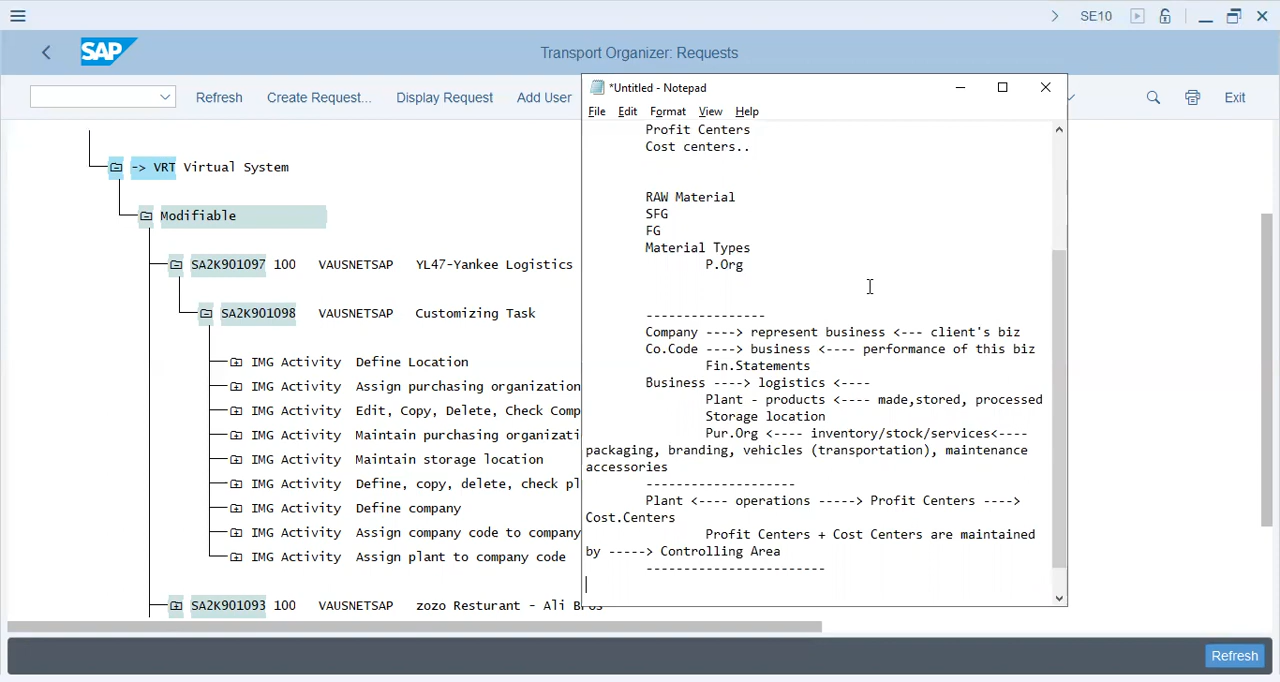 SE10
SAP
Transport Organizer: Requests
Refresh
Create Request...
Display Request
Add User
Exit
-> VRT Virtual System
Modifiable
SA2K901097 100 VAUSNETSAP YL47-Yankee Logistics
SA2K901098 VAUSNETSAP Customizing Task
IMG Activity Define Location
IMG Activity Assign purchasing organization
IMG Activity Edit, Copy, Delete, Check Comp
IMG Activity Maintain purchasing organizati
IMG Activity Maintain storage location
IMG Activity Define, copy, delete, check pl
IMG Activity Define company
IMG Activity Assign company code to company
IMG Activity Assign plant to company code
SA2K901093 100 VAUSNETSAP zozo Resturant - Ali
*Untitled - Notepad
File Edit Format View Help
Profit Centers
Cost centers..
RAW Material
SFG
FG
Material Types
P.Org
----------------
Company ----> represent business <--- client's biz
Co.Code ----> business <---- performance of this biz
Fin.Statements
Business ----> logistics <----
Plant - products <---- made,stored, processed
Storage location
Pur.Org <---- inventory/stock/services<----
packaging, branding, vehicles (transportation), maintenance
accessories
--------------------
Plant <---- operations -----> Profit Centers ---->
Cost.Centers
Profit Centers + Cost Centers are maintained
by -----> Controlling Area
------------------------
Refresh